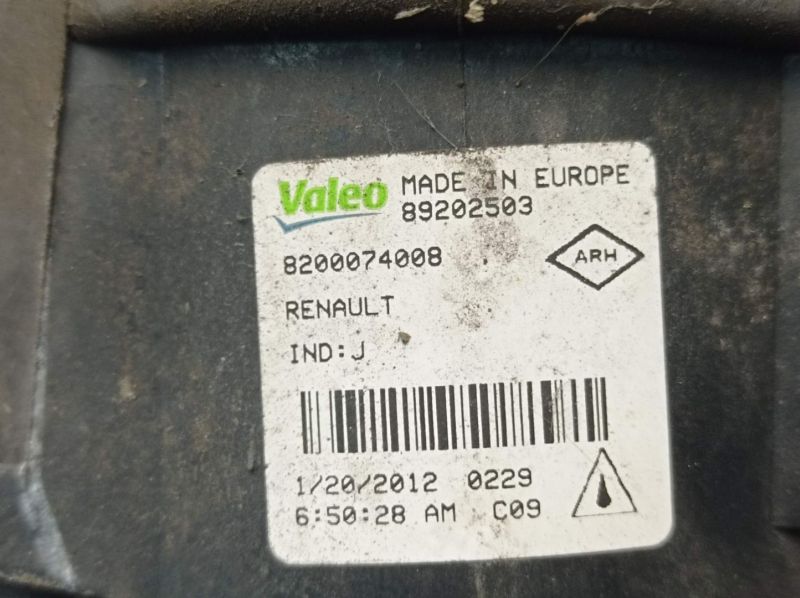 Valeo MADE IN EUROPE
89202503
8200074008
ARH
RENAULT
IND:J
1/20/2012 0229
6:50:28 AM C09